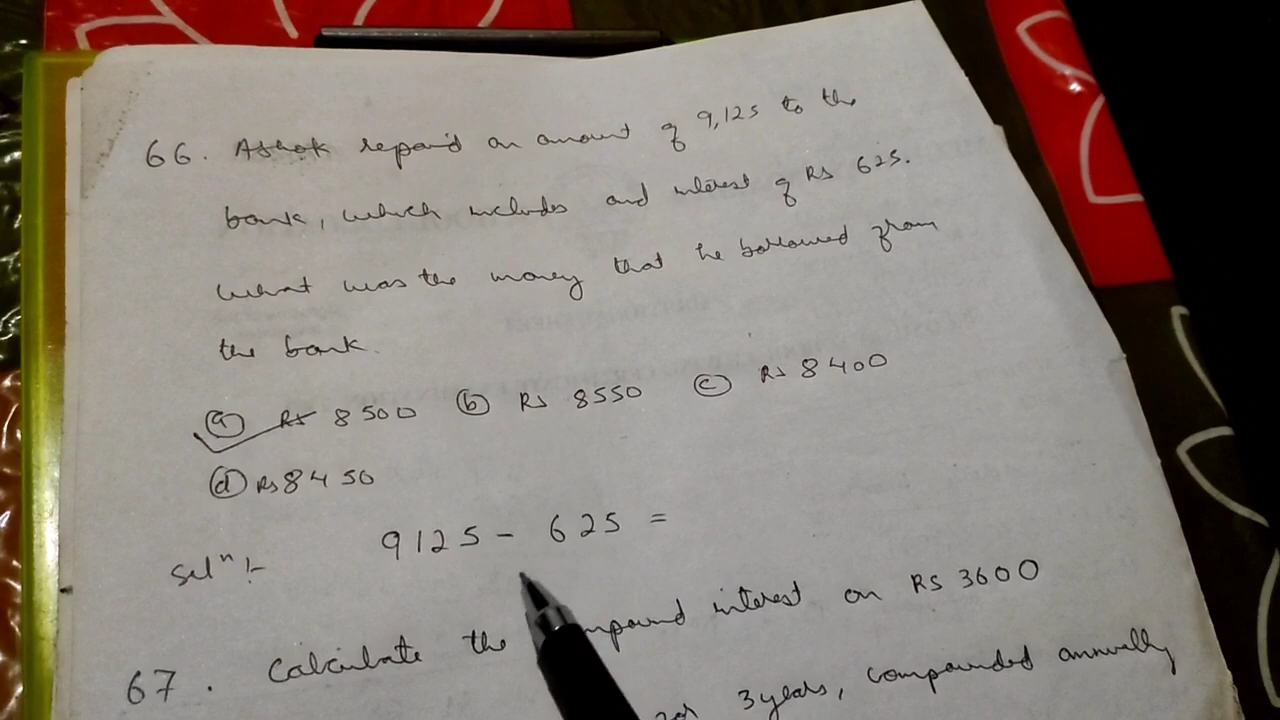 66. Ashok repaid an amount of 9,125 to the
bank, which includes and interest of Rs 625.
What was the money that he borrowed from
the bank.
(a) Rs 8500 (b) Rs 8550 (c) Rs 8400
(d) Rs 8450
Solⁿ :- 9125 - 625 =
67. Calculate the interest on RS 3600
3 years, compounded annually